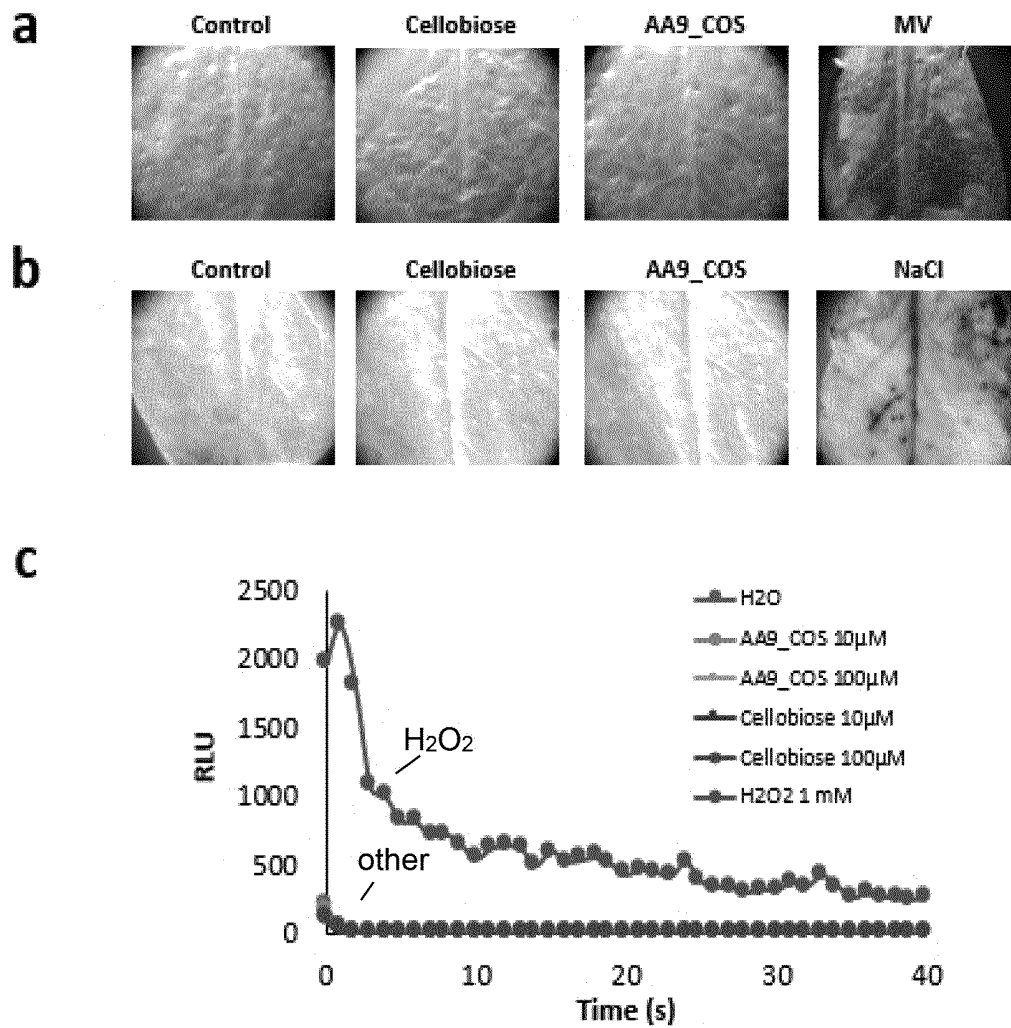 a
Control Cellobiose AA9_COS MV
b
Control Cellobiose AA9_COS NaCl
c
2500
2000
1500
1000
500
0
RLU
H2O2
other
H2O
AA9_COS 10µM
AA9_COS 100µM
Cellobiose 10µM
Cellobiose 100µM
H2O2 1 mM
0 10 20 30 40
Time (s)